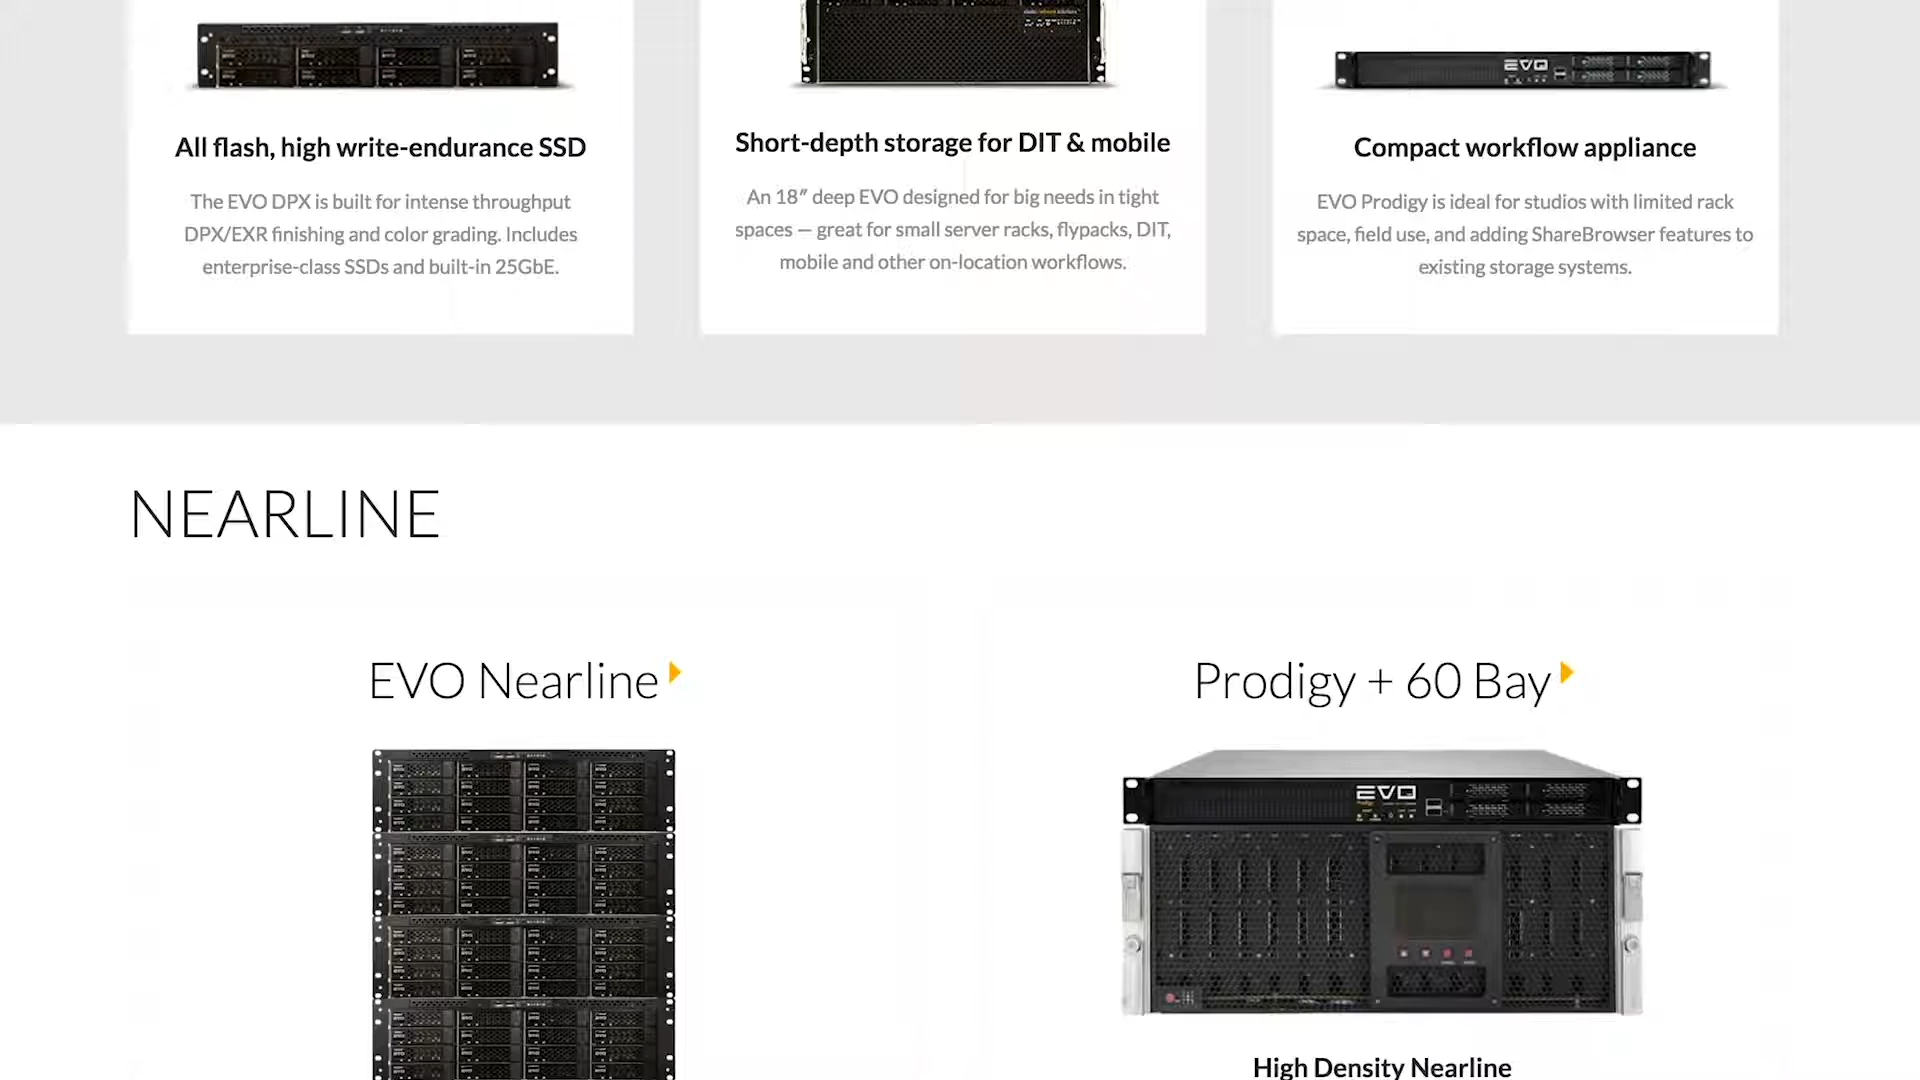 EVO
All flash, high write-endurance SSD
The EVO DPX is built for intense throughput
DPX/EXR finishing and color grading. Includes
enterprise-class SSDs and built-in 25GbE.
Short-depth storage for DIT & mobile
An 18″ deep EVO designed for big needs in tight
spaces — great for small server racks, flypacks, DIT,
mobile and other on-location workflows.
Compact workflow appliance
EVO Prodigy is ideal for studios with limited rack
space, field use, and adding ShareBrowser features to
existing storage systems.
NEARLINE
EVO Nearline
Prodigy + 60 Bay
EVO
High Density Nearline